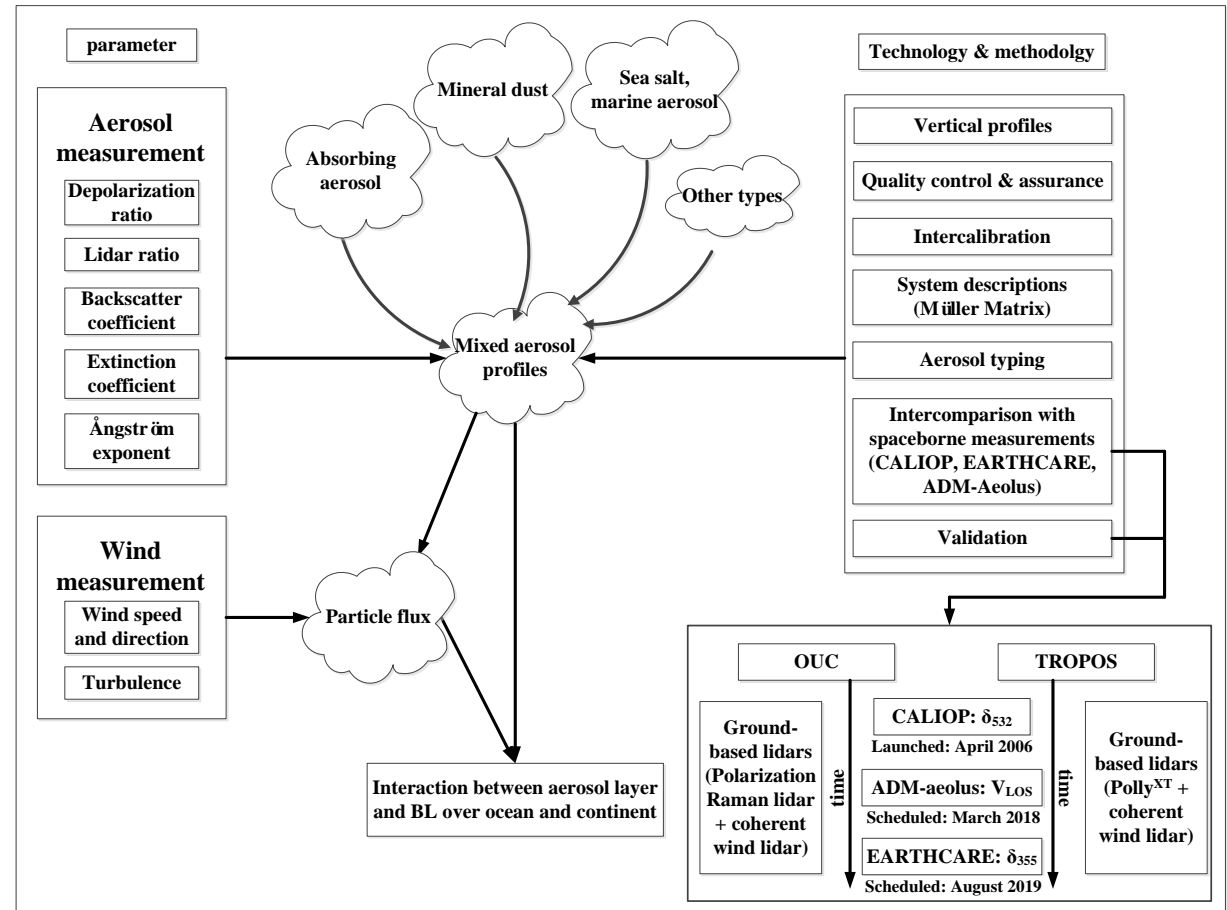 parameter
Aerosol
measurement
Depolarization
ratio
Lidar ratio
Backscatter
coefficient
Extinction
coefficient
Ångström
exponent
Wind
measurement
Wind speed
and direction
Turbulence
Absorbing
aerosol
Mineral dust
Sea salt,
marine aerosol
Other types
Mixed aerosol
profiles
Particle flux
Interaction between aerosol layer
and BL over ocean and continent
Technology & methodolgy
Vertical profiles
Quality control & assurance
Intercalibration
System descriptions
(Müller Matrix)
Aerosol typing
Intercomparison with
spaceborne measurements
(CALIOP, EARTHCARE,
ADM-Aeolus)
Validation
OUC
TROPOS
Ground-
based lidars
(Polarization
Raman lidar
+ coherent
wind lidar)
time
CALIOP: δ532
Launched: April 2006
ADM-aeolus: VLOS
Scheduled: March 2018
EARTHCARE: δ355
Scheduled: August 2019
time
Ground-
based lidars
(PollyXT +
coherent
wind lidar)